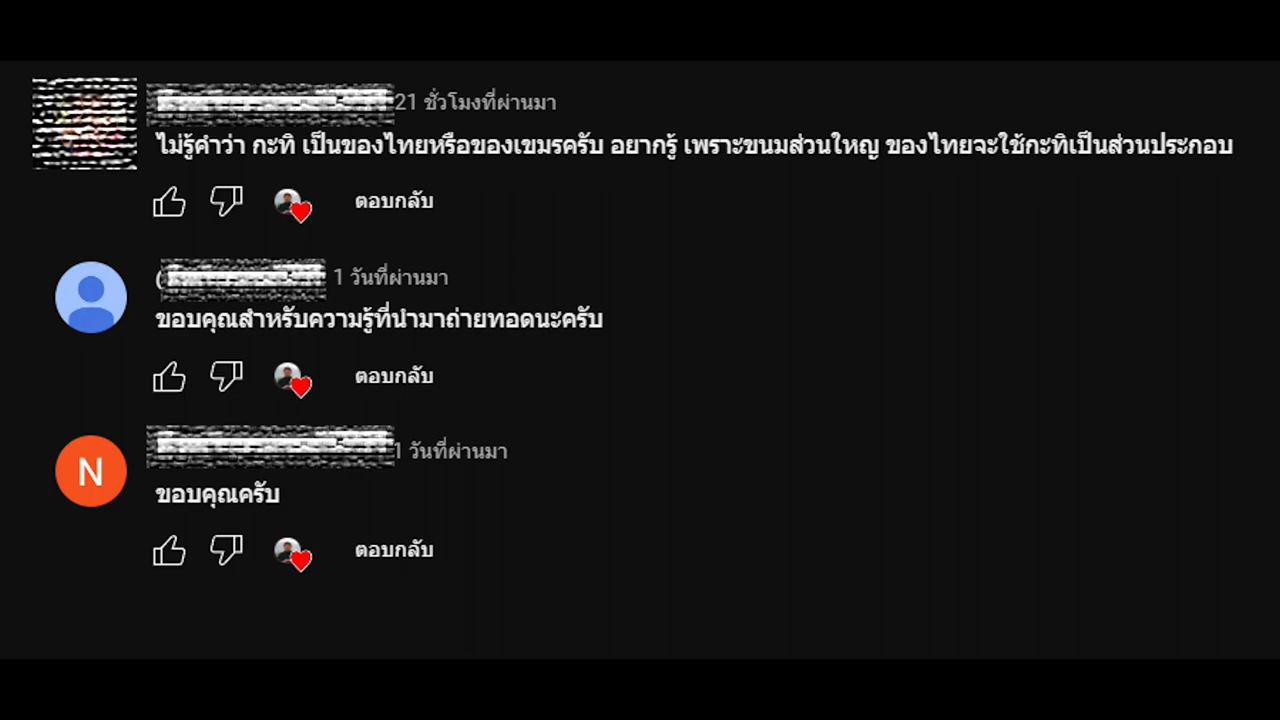 21 ชั่วโมงที่ผ่านมา
ไม่รู้คำว่า กะทิ เป็นของไทยหรือของเขมรครับ อยากรู้ เพราะขนมส่วนใหญ่ ของไทยจะใช้กะทิเป็นส่วนประกอบ
ตอบกลับ
1 วันที่ผ่านมา
ขอบคุณสำหรับความรู้ที่นำมาถ่ายทอดนะครับ
ตอบกลับ
N
1 วันที่ผ่านมา
ขอบคุณครับ
ตอบกลับ